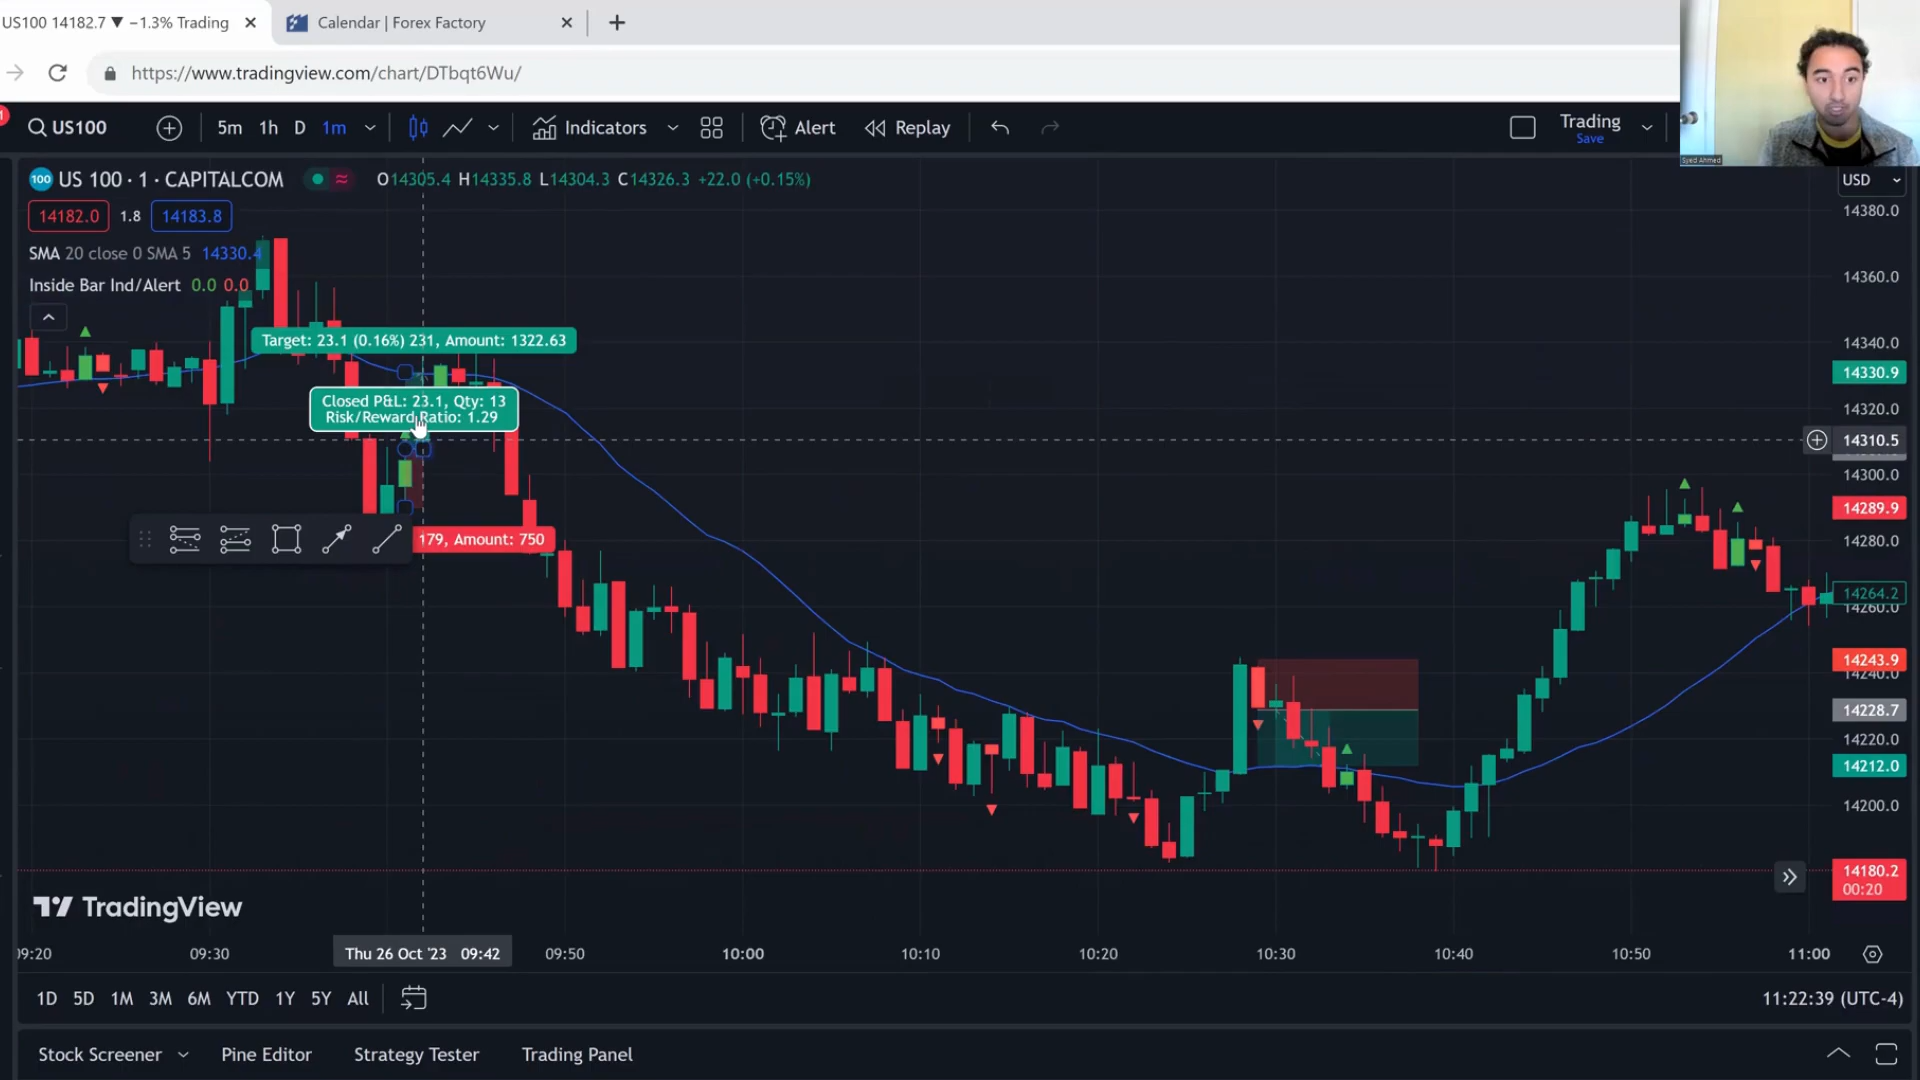 US100 14182.7 ▼ −1.3% Trading
Calendar | Forex Factory
https://www.tradingview.com/chart/DTbqt6Wu/
US100
5m 1h D 1m
Indicators
Alert
Replay
Trading
Save
Syed Ahmed
100 US 100 · 1 · CAPITALCOM
O14305.4 H14335.8 L14304.3 C14326.3 +22.0 (+0.15%)
USD
14182.0 1.8 14183.8
SMA 20 close 0 SMA 5 14330.4
Inside Bar Ind/Alert 0.0 0.0
Target: 23.1 (0.16%) 231, Amount: 1322.63
Closed P&L: 23.1, Qty: 13
Risk/Reward Ratio: 1.29
179, Amount: 750
14380.0
14360.0
14340.0
14330.9
14320.0
14310.5
14300.0
14289.9
14280.0
14264.2
14260.0
14243.9
14240.0
14228.7
14220.0
14212.0
14200.0
14180.2
00:20
TradingView
09:20 09:30 Thu 26 Oct '23 09:42 09:50 10:00 10:10 10:20 10:30 10:40 10:50 11:00
1D 5D 1M 3M 6M YTD 1Y 5Y All
11:22:39 (UTC-4)
Stock Screener
Pine Editor
Strategy Tester
Trading Panel